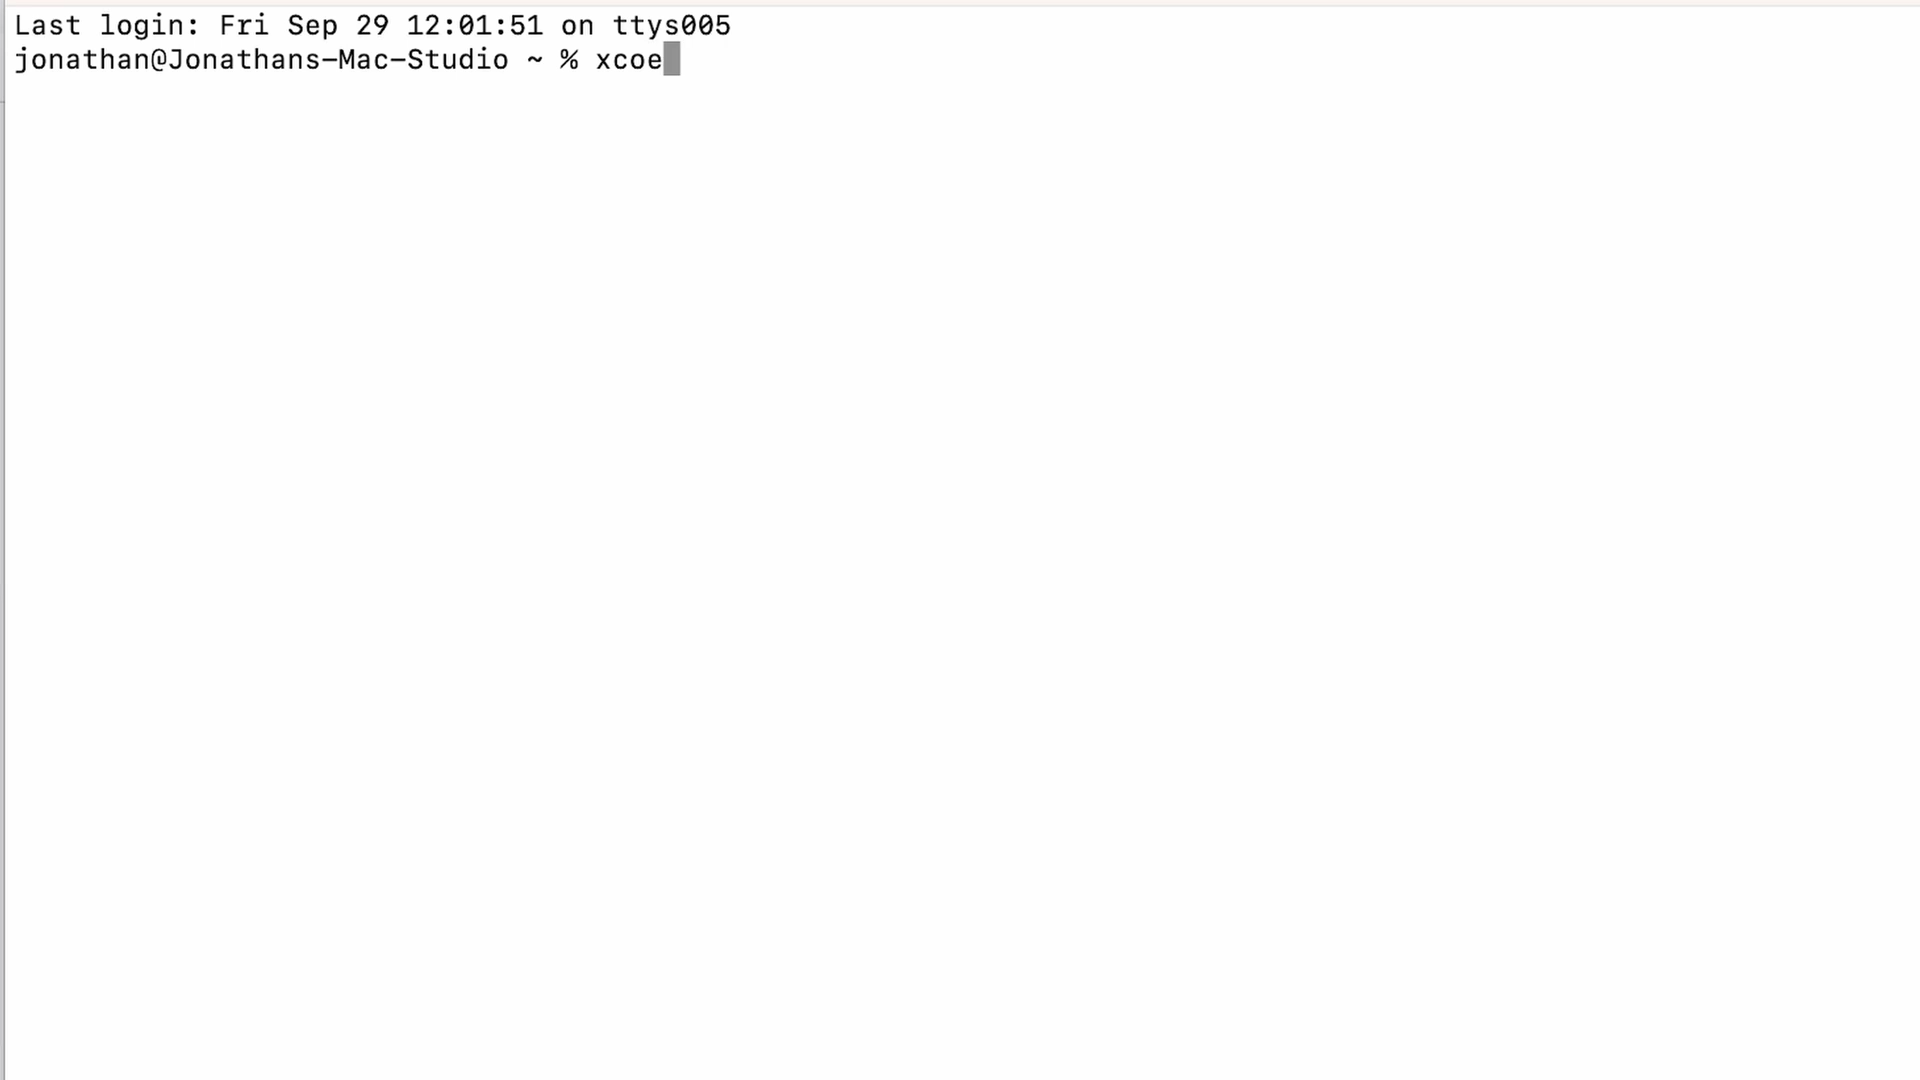 Last login: Fri Sep 29 12:01:51 on ttys005
jonathan@Jonathans-Mac-Studio ~ % xcoe